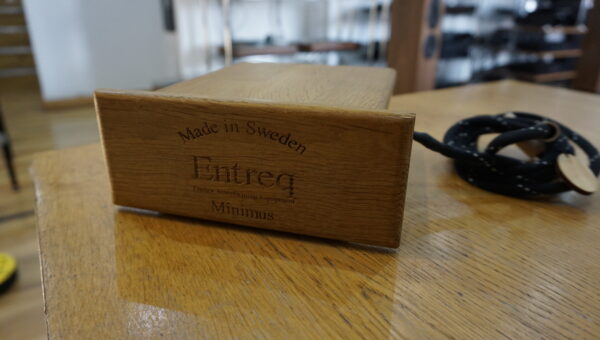 Made in Sweden
Entreq
Minimus